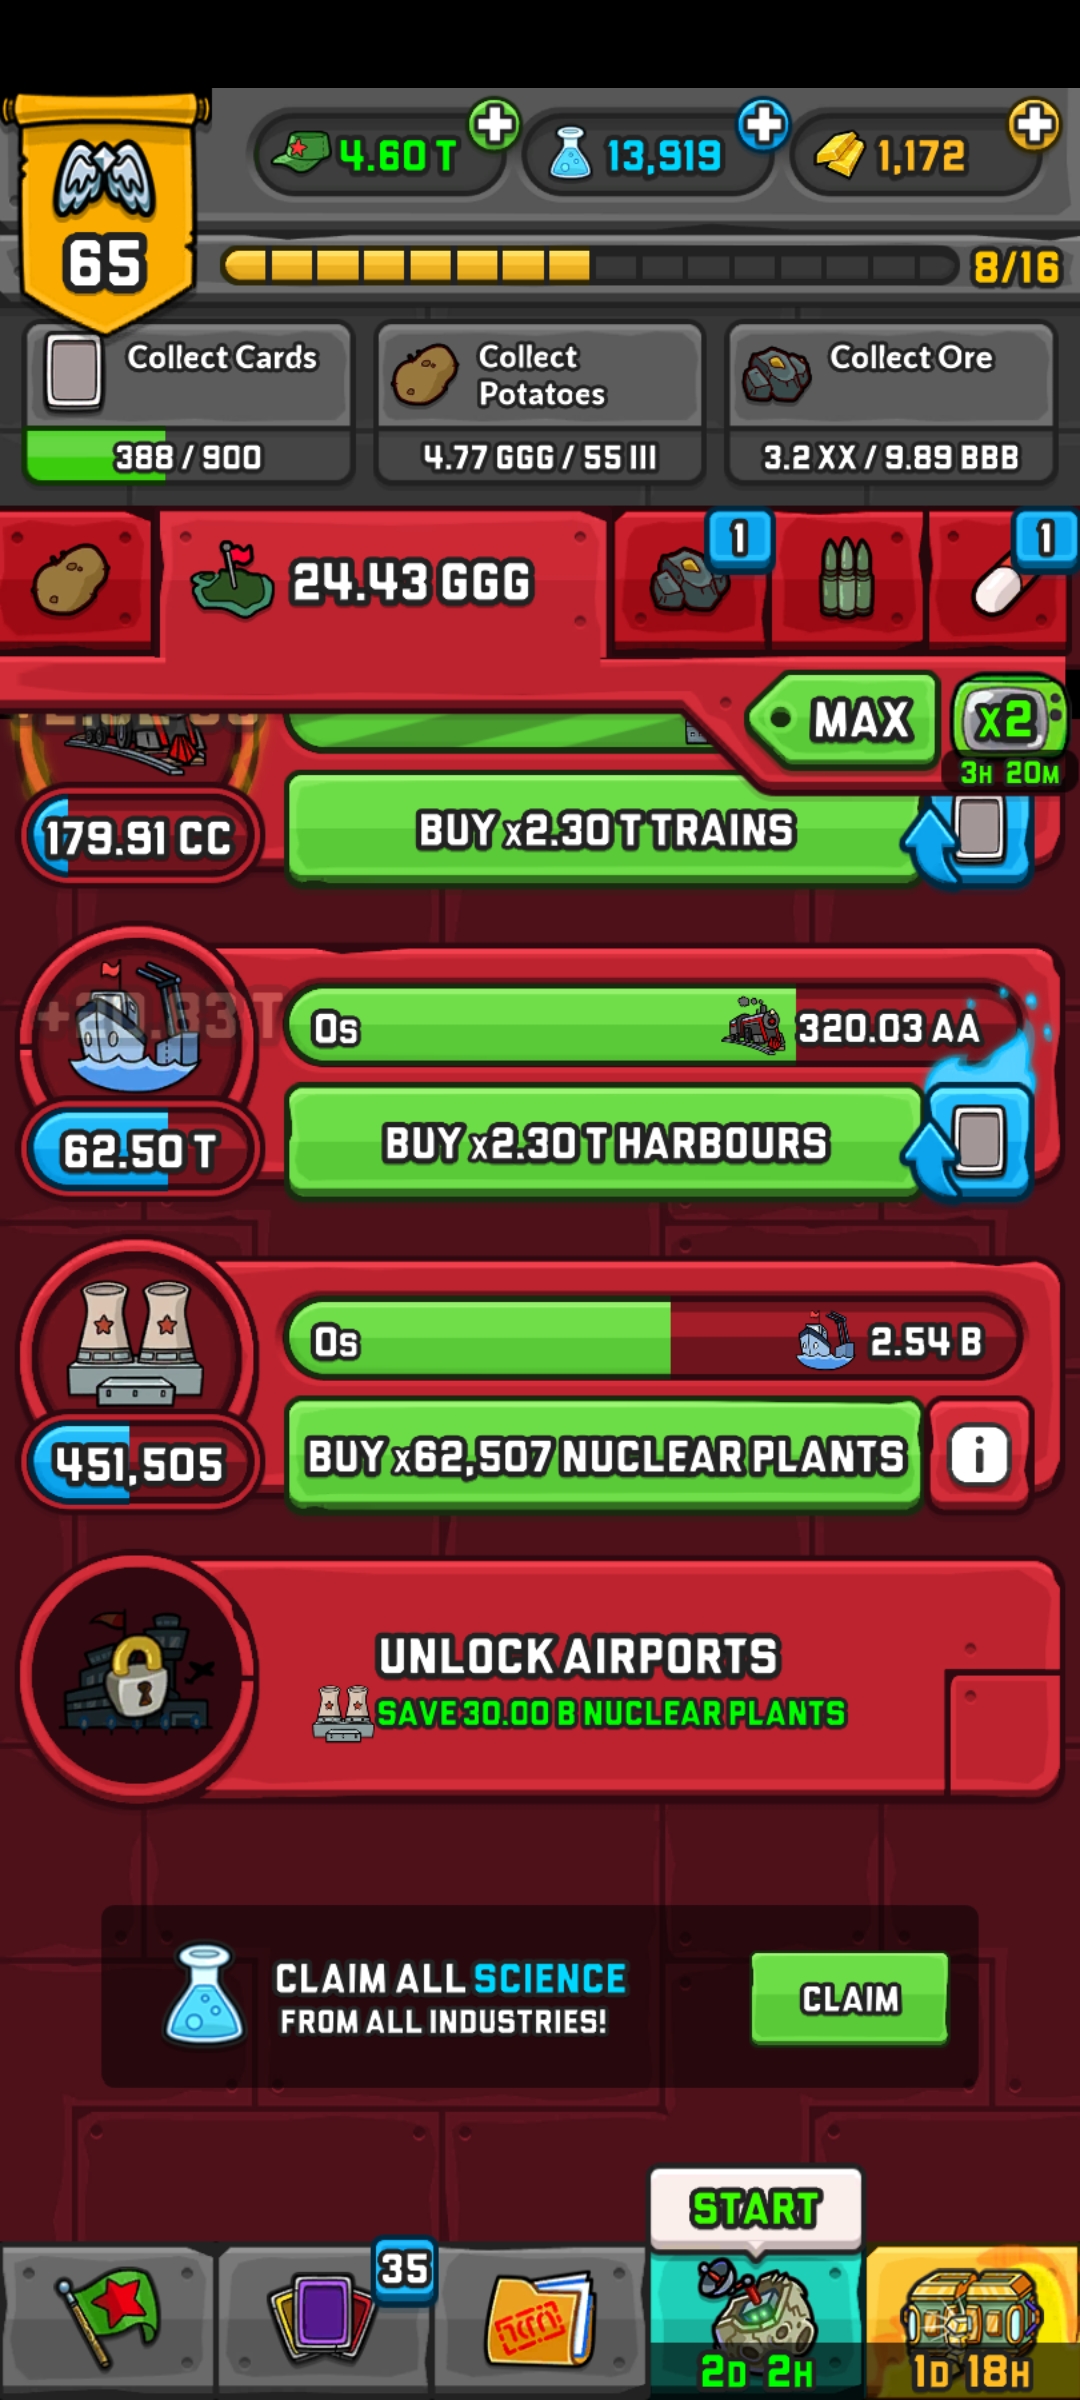 4.60 T
13,919
1,172
65
8/16
Collect Cards
388 / 900
Collect
Potatoes
4.77 GGG / 55 III
Collect Ore
3.2 XX / 9.89 BBB
24.43 GGG
1
1
MAX
x2
3H 20M
179.91 CC
BUY x2.30 T TRAINS
0s
320.03 AA
62.50 T
BUY x2.30 T HARBOURS
0s
2.54 B
451,505
BUY x62,507 NUCLEAR PLANTS
i
UNLOCK AIRPORTS
SAVE 30.00 B NUCLEAR PLANTS
CLAIM ALL SCIENCE
FROM ALL INDUSTRIES!
CLAIM
START
35
2D 2H
1D 18H